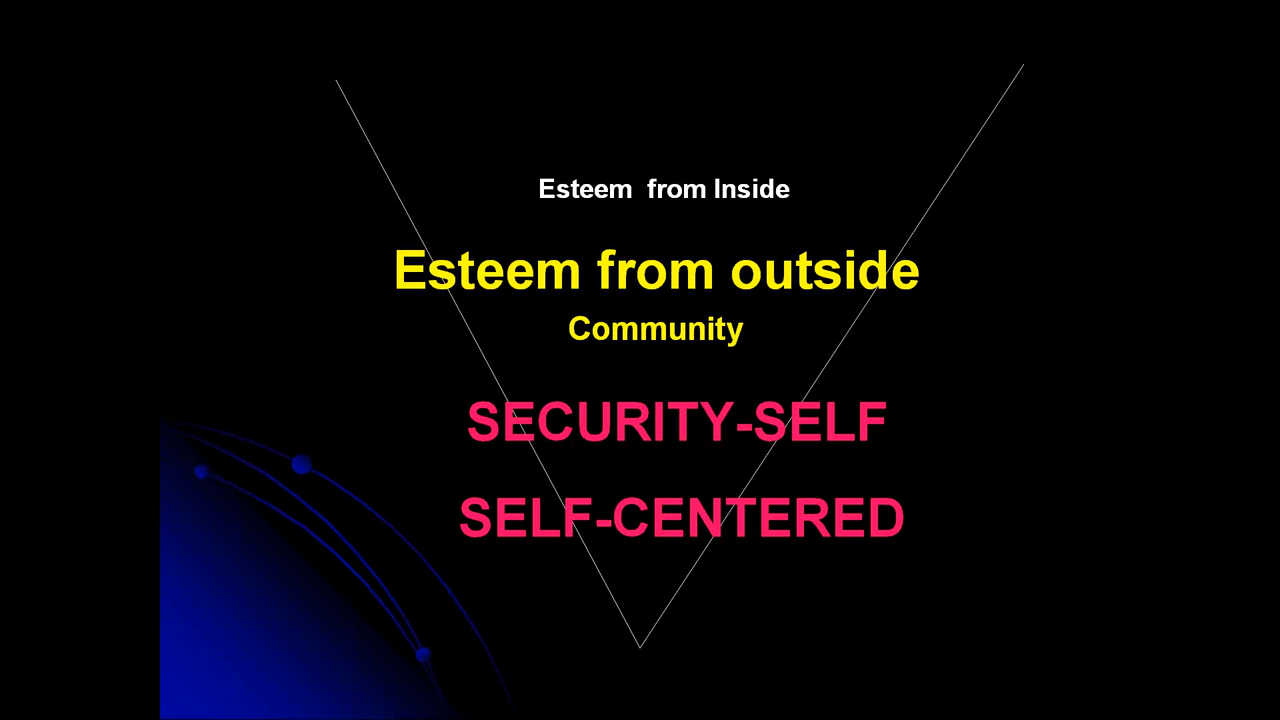 Esteem  from Inside
Esteem from outside
Community
SECURITY-SELF
SELF-CENTERED